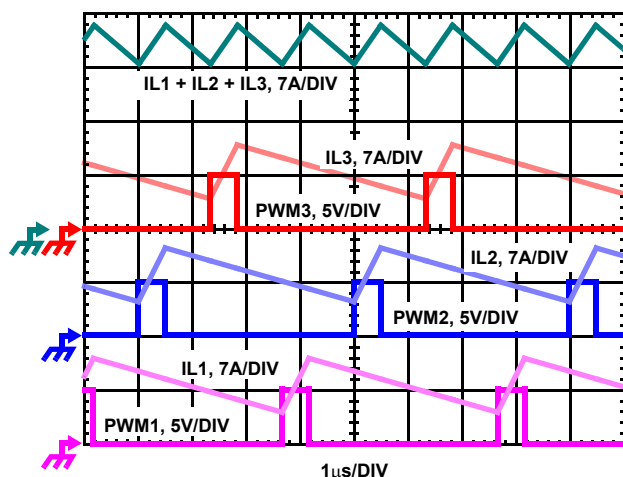 IL1 + IL2 + IL3, 7A/DIV
IL3, 7A/DIV
PWM3, 5V/DIV
IL2, 7A/DIV
PWM2, 5V/DIV
IL1, 7A/DIV
PWM1, 5V/DIV
1μs/DIV